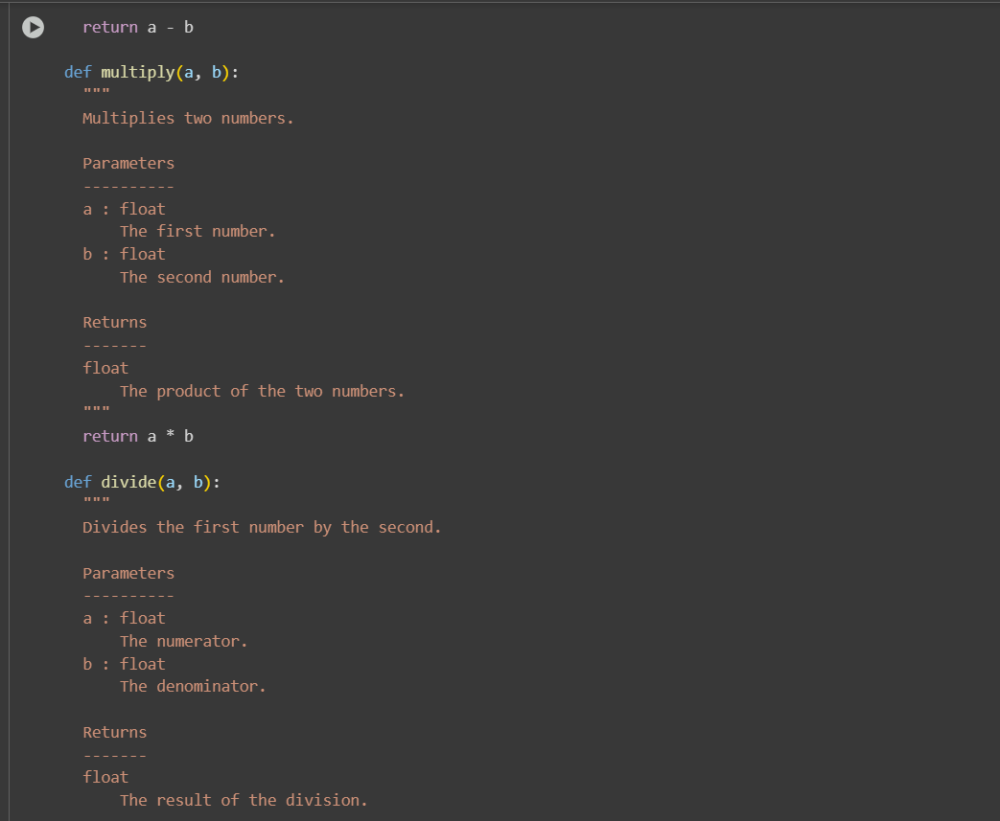 return a - b
def multiply(a, b):
"""
Multiplies two numbers.
Parameters
----------
a : float
The first number.
b : float
The second number.
Returns
-------
float
The product of the two numbers.
"""
return a * b
def divide(a, b):
"""
Divides the first number by the second.
Parameters
----------
a : float
The numerator.
b : float
The denominator.
Returns
-------
float
The result of the division.